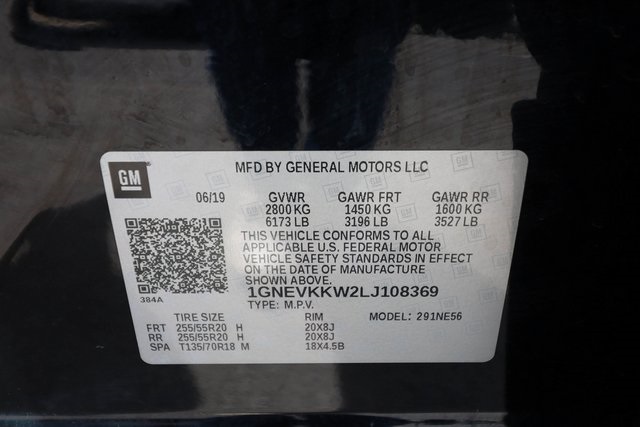 GM
MFD BY GENERAL MOTORS LLC
06/19 GVWR GAWR FRT GAWR RR
2800 KG 1450 KG 1600 KG
6173 LB 3196 LB 3527 LB
THIS VEHICLE CONFORMS TO ALL
APPLICABLE U.S. FEDERAL MOTOR
VEHICLE SAFETY STANDARDS IN EFFECT
ON THE DATE OF MANUFACTURE
SHOWN ABOVE.
384A
1GNEVKKW2LJ108369
TYPE: M.P.V.
TIRE SIZE RIM MODEL: 291NE56
FRT 255/55R20 H 20X8J
RR 255/55R20 H 20X8J
SPA T135/70R18 M 18X4.5B